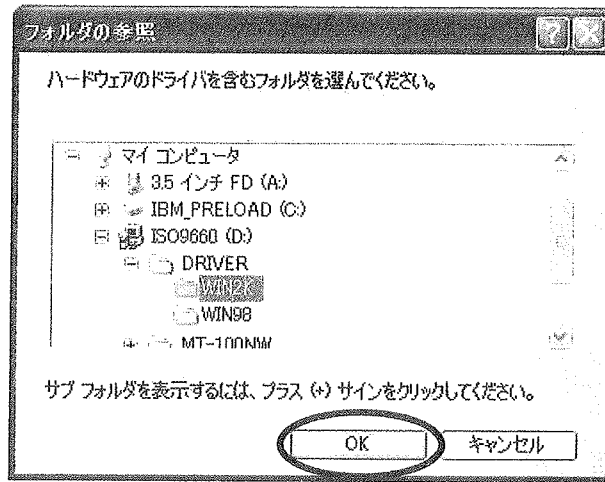 フォルダの参照
ハードウェアのドライバを含むフォルダを選んでください。
マイ コンピュータ
3.5 インチ FD (A:)
IBM_PRELOAD (C:)
ISO9660 (D:)
DRIVER
WIN2K
WIN98
MT-100NW
サブ フォルダを表示するには、プラス (+) サインをクリックしてください。
OK キャンセル